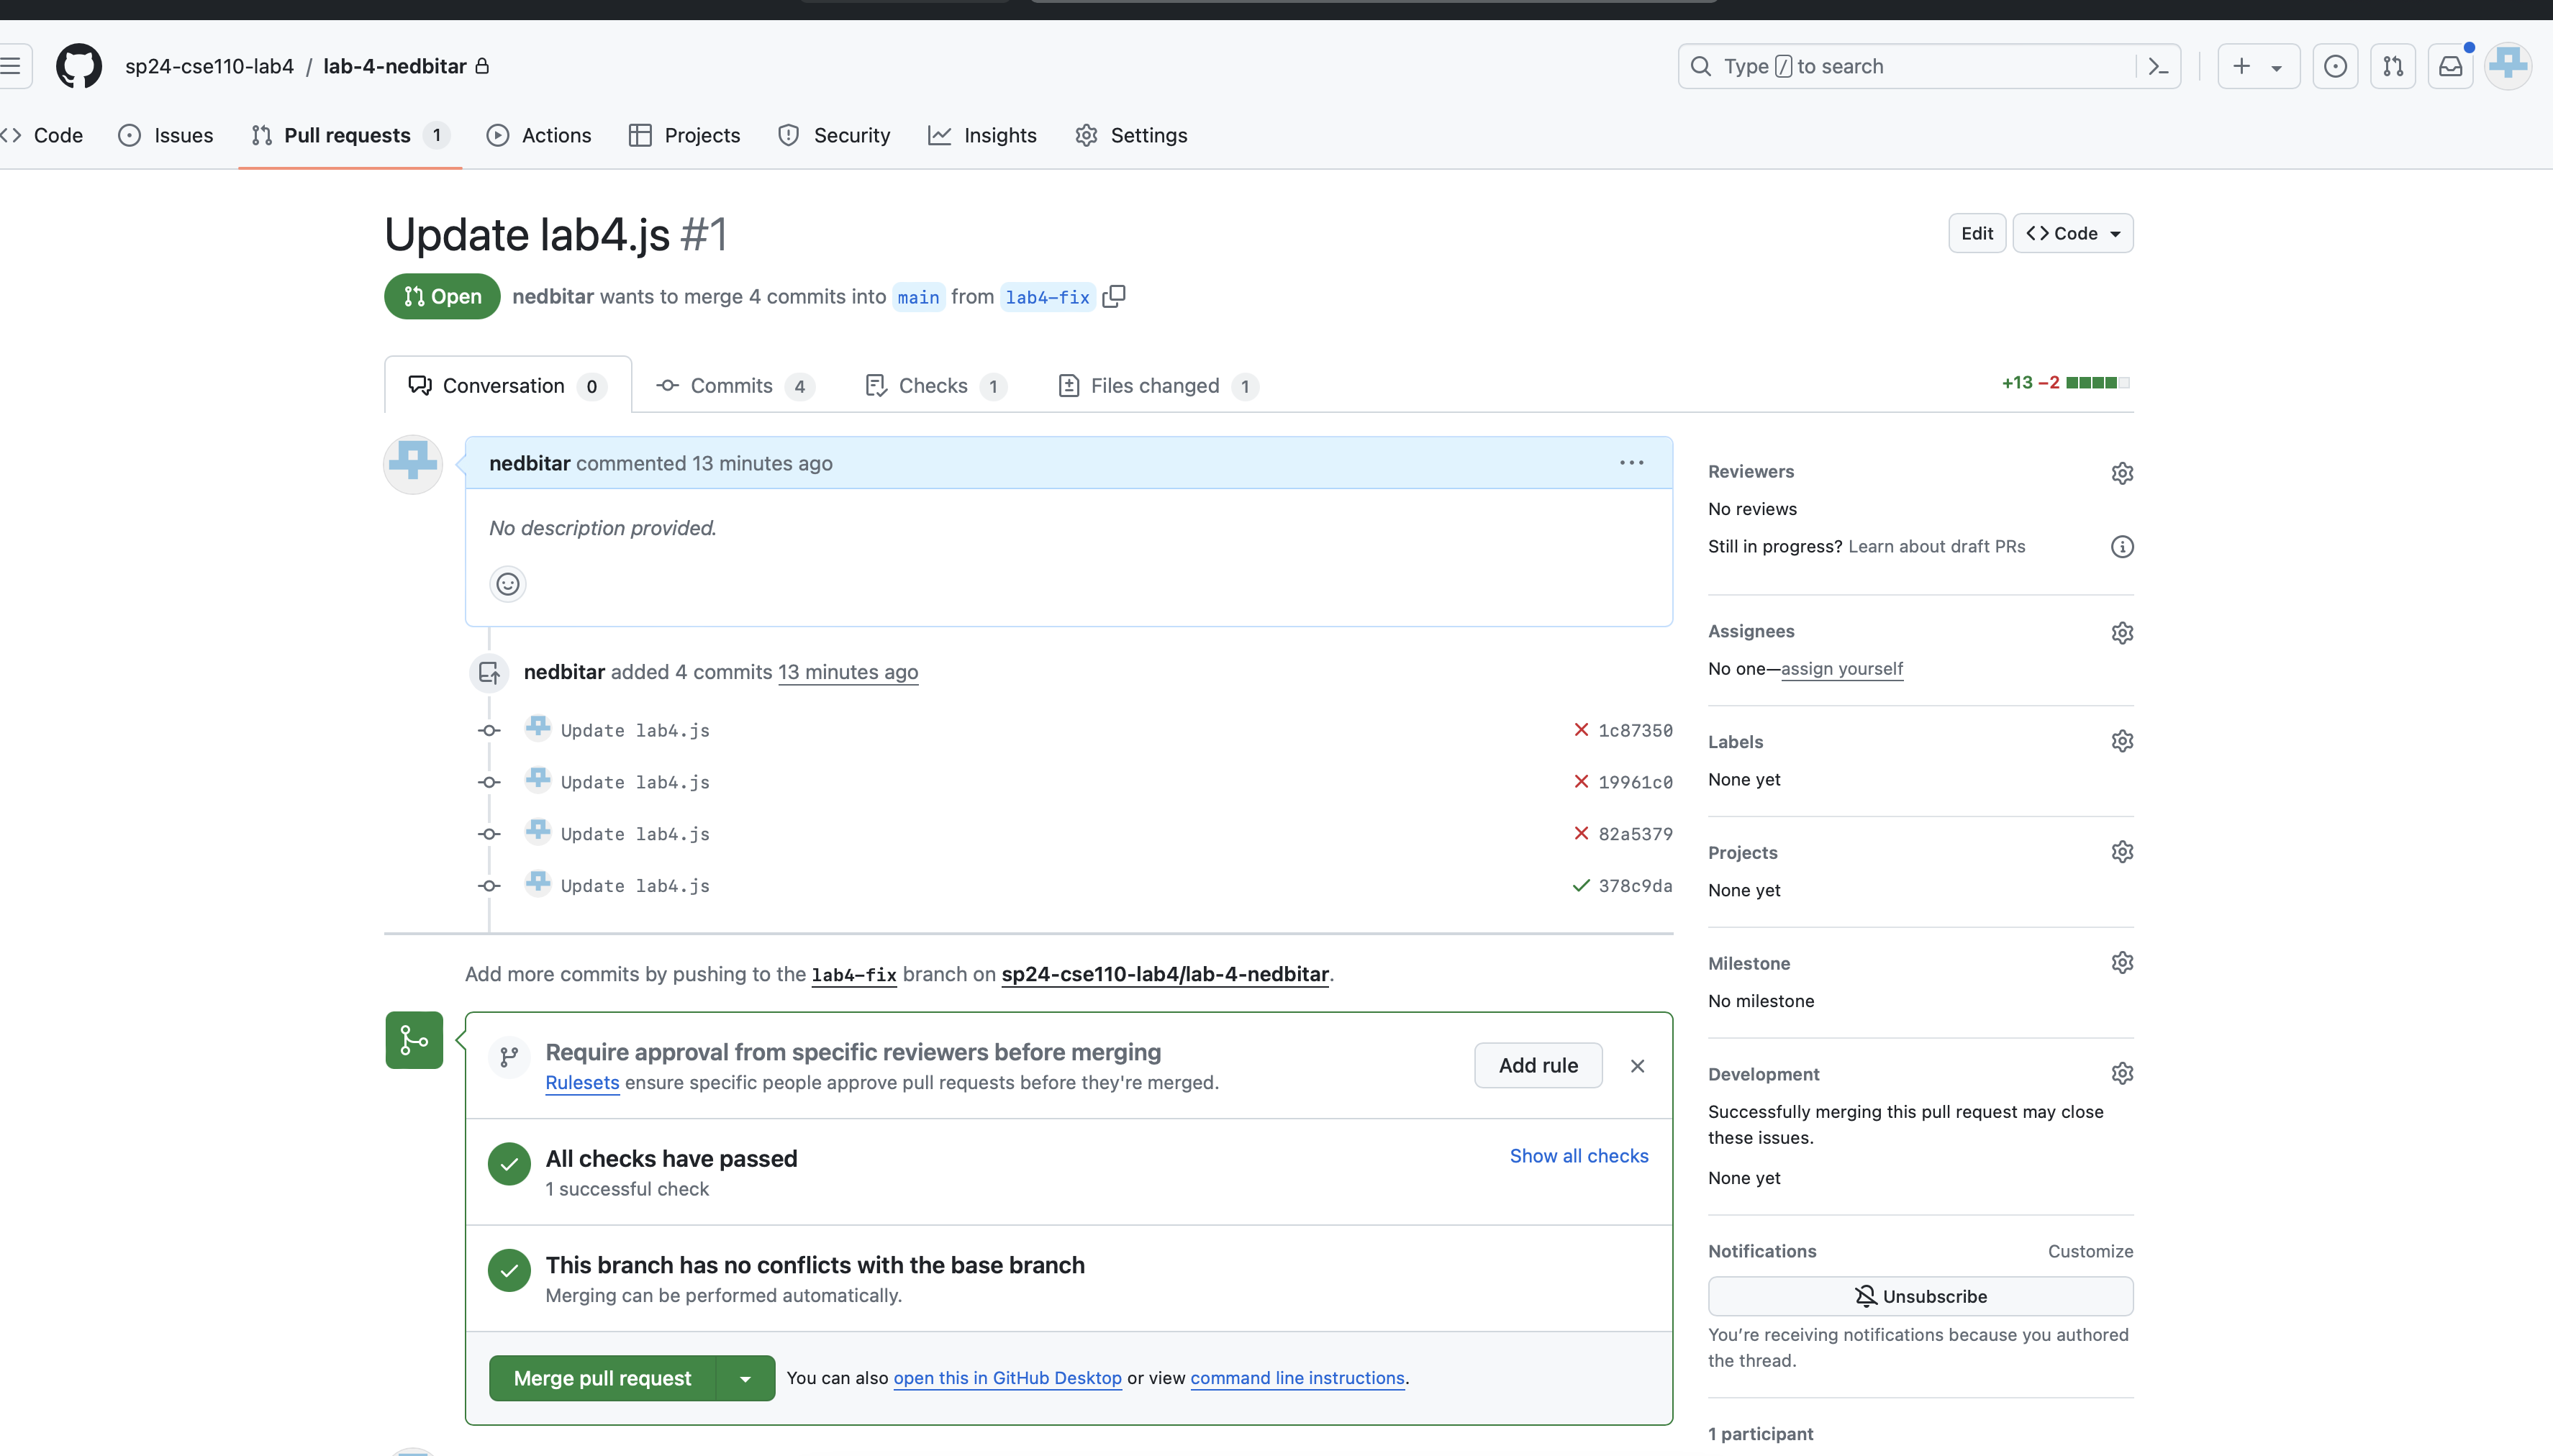 sp24-cse110-lab4 / lab-4-nedbitar
Type / to search
Code
Issues
Pull requests 1
Actions
Projects
Security
Insights
Settings
Update lab4.js #1
Edit
Code
Open
nedbitar wants to merge 4 commits into main from lab4-fix
Conversation 0
Commits 4
Checks 1
Files changed 1
+13 −2
nedbitar commented 13 minutes ago
No description provided.
nedbitar added 4 commits 13 minutes ago
Update lab4.js 1c87350
Update lab4.js 19961c0
Update lab4.js 82a5379
Update lab4.js 378c9da
Add more commits by pushing to the lab4-fix branch on sp24-cse110-lab4/lab-4-nedbitar.
Require approval from specific reviewers before merging
Rulesets ensure specific people approve pull requests before they're merged.
Add rule
All checks have passed
1 successful check
Show all checks
This branch has no conflicts with the base branch
Merging can be performed automatically.
Merge pull request
You can also open this in GitHub Desktop or view command line instructions.
Reviewers
No reviews
Still in progress? Learn about draft PRs
Assignees
No one—assign yourself
Labels
None yet
Projects
None yet
Milestone
No milestone
Development
Successfully merging this pull request may close
these issues.
None yet
Notifications
Customize
Unsubscribe
You’re receiving notifications because you authored
the thread.
1 participant